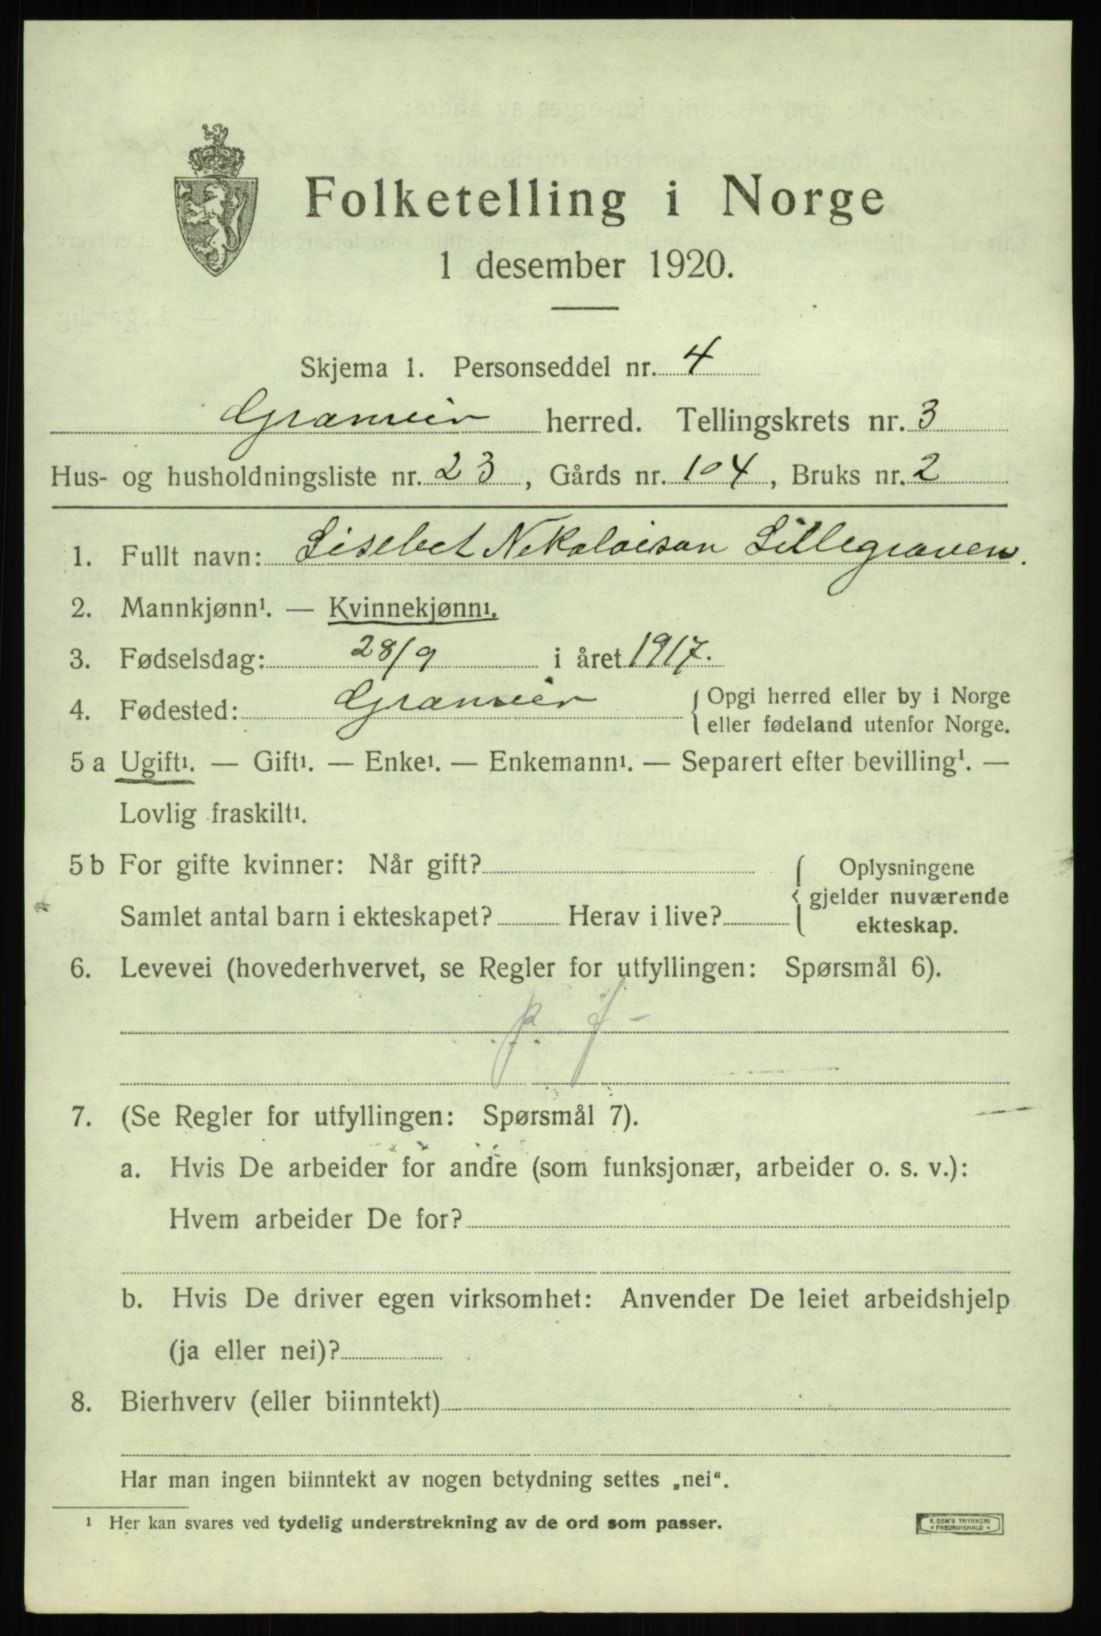 Folketelling i Norge
1 desember 1920.
Skjema 1. Personseddel nr. 4
Granvin herred. Tellingskrets nr. 3
Hus- og husholdningsliste nr. 23, Gårds nr. 104, Bruks nr. 2
1. Fullt navn: Lisebet Nikolaisan Lillegraven.
2. Mannkjønn¹. — Kvinnekjønn¹.
3. Fødselsdag: 28/9 i året 1917.
4. Fødested: Granvin {Opgi herred eller by i Norge
eller fødeland utenfor Norge.
5 a Ugift¹. — Gift¹. — Enke¹. — Enkemann¹. — Separert efter bevilling¹. —
Lovlig fraskilt¹.
5 b For gifte kvinner: Når gift?
Samlet antal barn i ekteskapet? Herav i live?
{ Oplysningene
gjelder nuværende
ekteskap.
6. Levevei (hovederhvervet, se Regler for utfyllingen: Spørsmål 6).
7. (Se Regler for utfyllingen: Spørsmål 7).
a. Hvis De arbeider for andre (som funksjonær, arbeider o. s. v.):
Hvem arbeider De for?
b. Hvis De driver egen virksomhet: Anvender De leiet arbeidshjelp
(ja eller nei)?
8. Bierhverv (eller biinntekt)
Har man ingen biinntekt av nogen betydning settes „nei“.
¹ Her kan svares ved tydelig understrekning av de ord som passer.